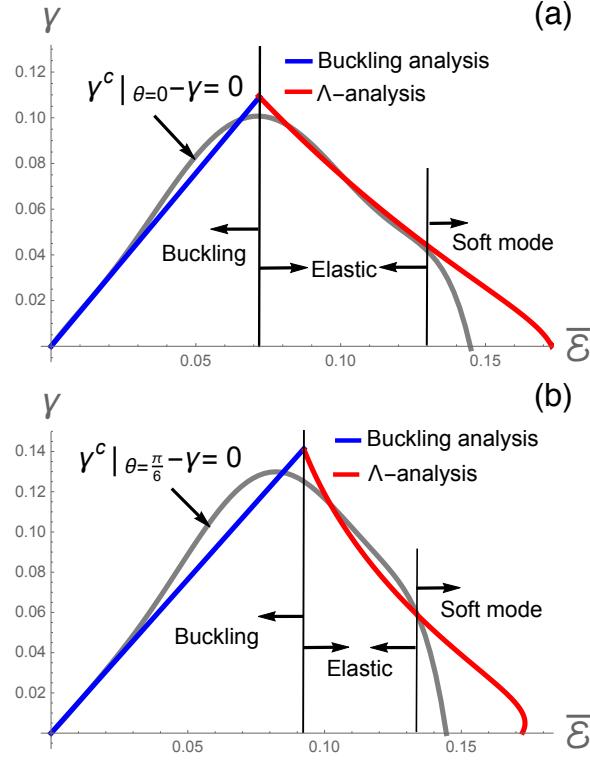 (a)
γ
Buckling analysis
Λ−analysis
γᶜ|θ=0−γ=0
0.12
0.10
0.08
0.06
0.04
0.02
Buckling
Elastic
Soft mode
0.05
0.10
0.15
ε̅
(b)
γ
Buckling analysis
Λ−analysis
γᶜ|θ=π/6−γ=0
0.14
0.12
0.10
0.08
0.06
0.04
0.02
Buckling
Elastic
Soft mode
0.05
0.10
0.15
ε̅